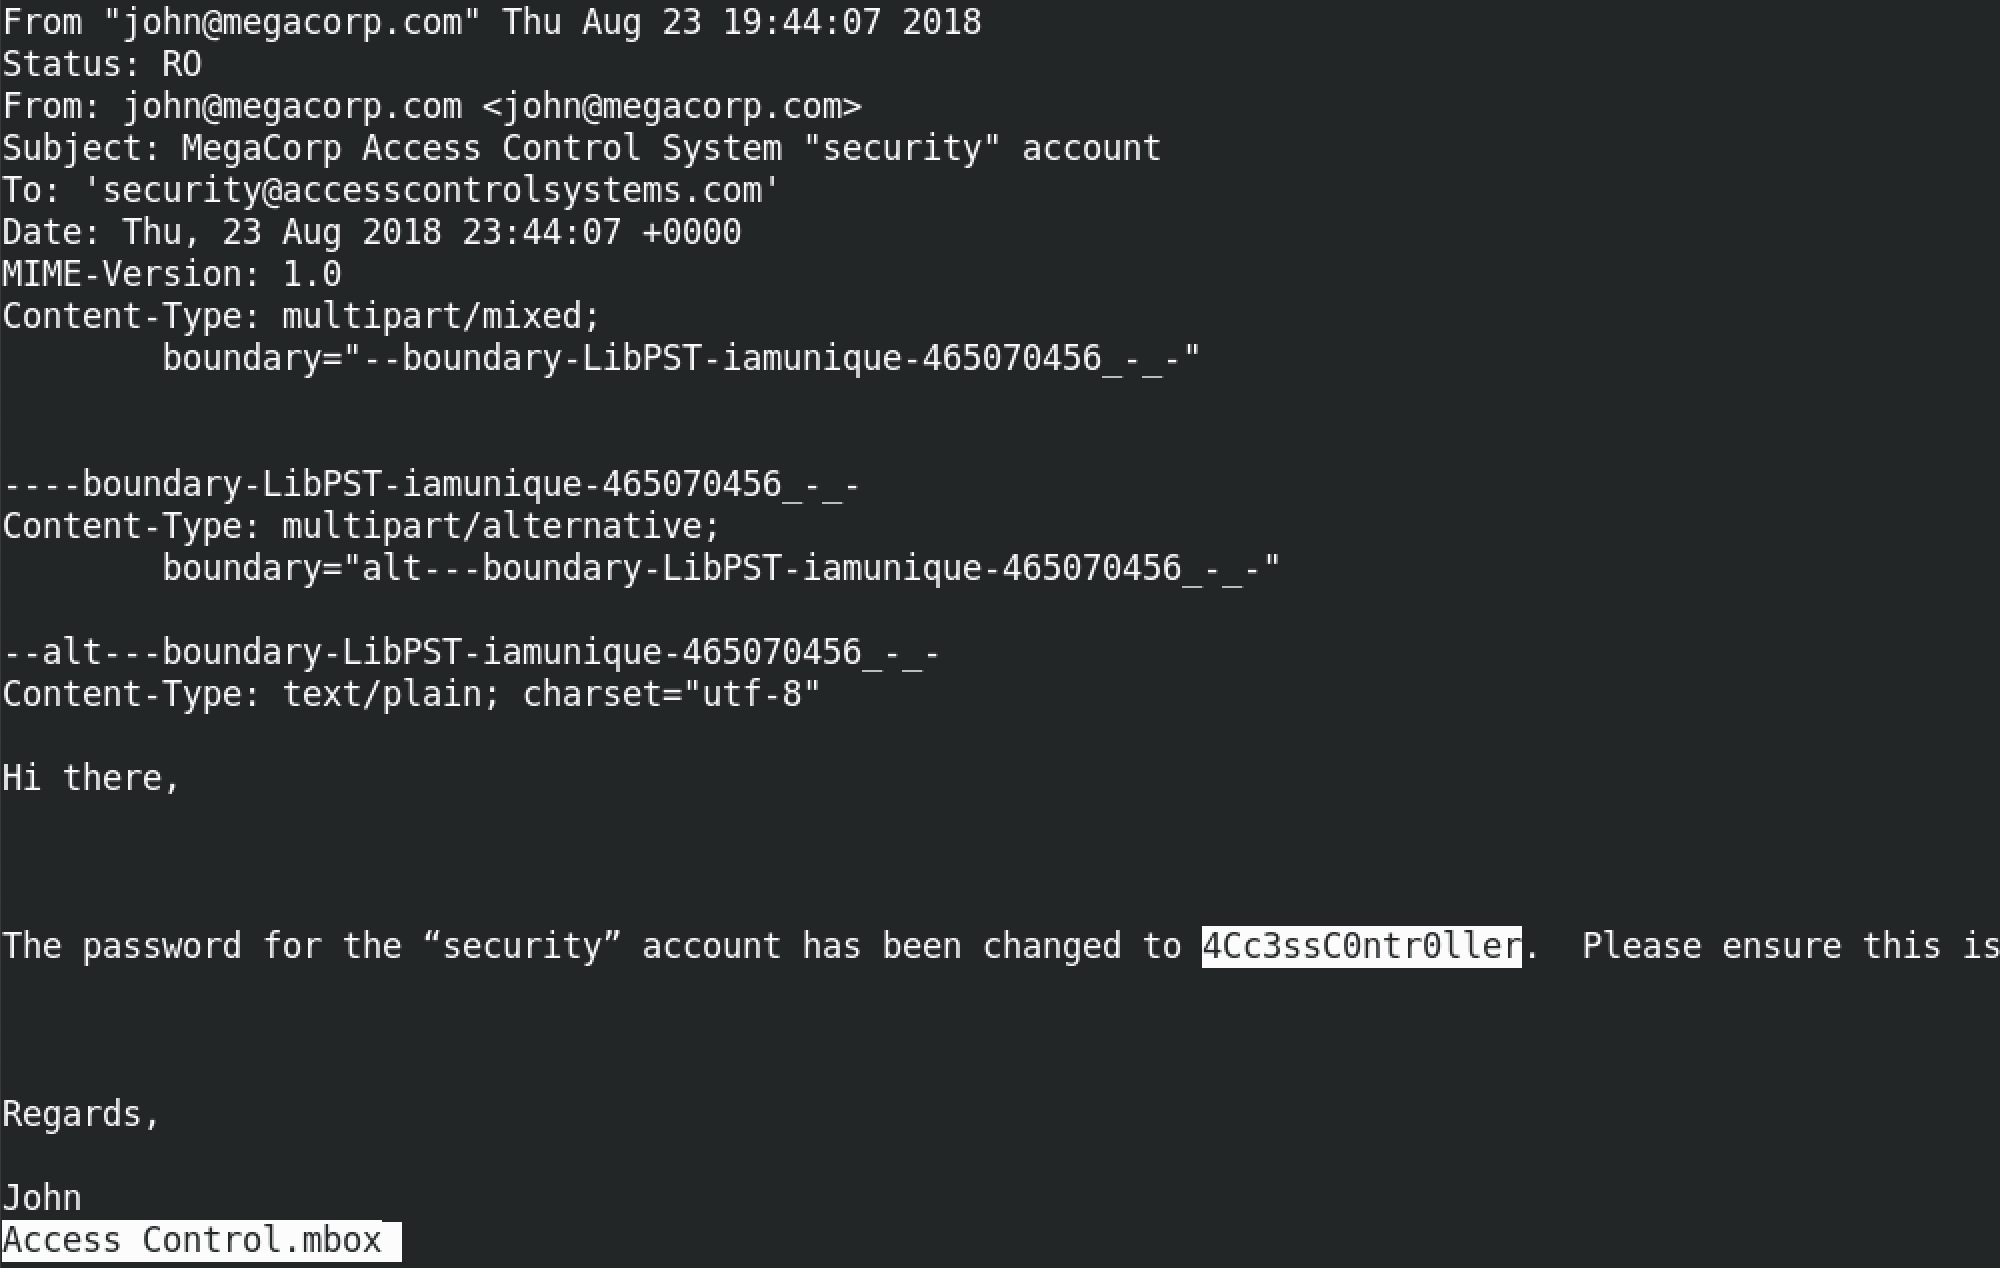 From "john@megacorp.com" Thu Aug 23 19:44:07 2018
Status: RO
From: john@megacorp.com <john@megacorp.com>
Subject: MegaCorp Access Control System "security" account
To: 'security@accesscontrolsystems.com'
Date: Thu, 23 Aug 2018 23:44:07 +0000
MIME-Version: 1.0
Content-Type: multipart/mixed;
        boundary="--boundary-LibPST-iamunique-465070456_-_-"
----boundary-LibPST-iamunique-465070456_-_-
Content-Type: multipart/alternative;
        boundary="alt---boundary-LibPST-iamunique-465070456_-_-"
--alt---boundary-LibPST-iamunique-465070456_-_-
Content-Type: text/plain; charset="utf-8"
Hi there,
The password for the “security” account has been changed to 4Cc3ssC0ntr0ller.  Please ensure this is
Regards,
John
Access Control.mbox